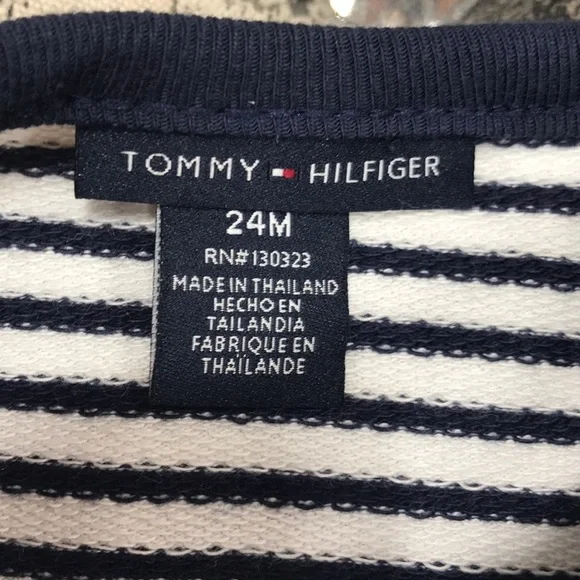 TOMMY HILFIGER
24M
RN#130323
MADE IN THAILAND
HECHO EN
TAILANDIA
FABRIQUE EN
THAÏLANDE